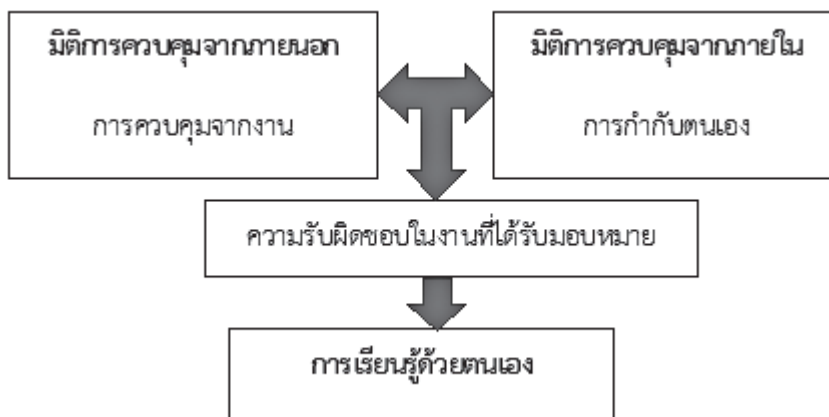 มิติการควบคุมจากภายนอก
การควบคุมจากงาน
มิติการควบคุมจากภายใน
การกำกับตนเอง
ความรับผิดชอบในงานที่ได้รับมอบหมาย
การเรียนรู้ด้วยตนเอง